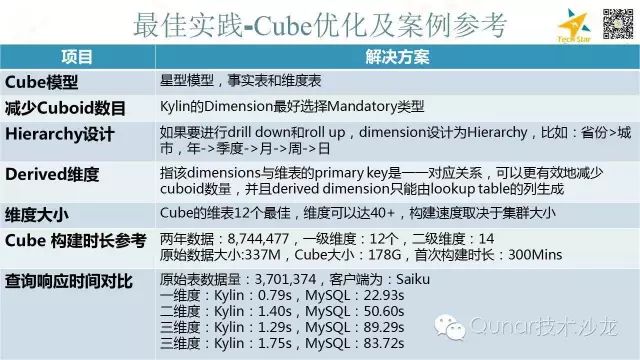 最佳实践-Cube优化及案例参考
Tech Star
项目
解决方案
Cube模型
星型模型，事实表和维度表
减少Cuboid数目
Kylin的Dimension最好选择Mandatory类型
Hierarchy设计
如果要进行drill down和roll up，dimension设计为Hierarchy，比如：省份>城
市，年->季度->月->周->日
Derived维度
指该dimensions与维表的primary key是一一对应关系，可以更有效地减少
cuboid数量，并且derived dimension只能由lookup table的列生成
维度大小
Cube的维表12个最佳，维度可以达40+，构建速度取决于集群大小
Cube 构建时长参考
两年数据：8,744,477，一级维度：12个，二级维度：14
原始数据大小:337M，Cube大小：178G，首次构建时长：300Mins
查询响应时间对比
原始表数据量：3,701,374，客户端为：Saiku
一维度：Kylin：0.79s，MySQL：22.93s
二维度：Kylin：1.40s，MySQL：50.60s
三维度：Kylin：1.29s，MySQL：89.29s
三维度：Kylin：1.75s，MySQL：83.72s
Qunar技术沙龙